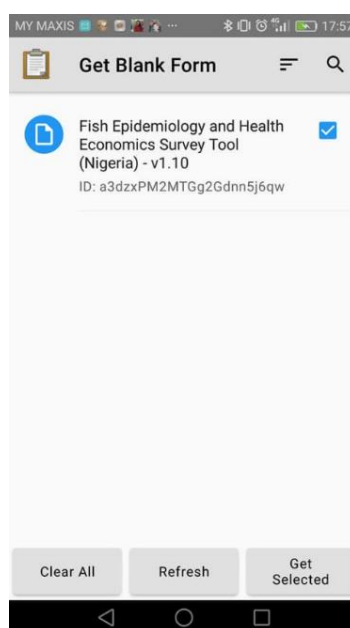 MY MAXIS 17:57
Get Blank Form
Fish Epidemiology and Health
Economics Survey Tool
(Nigeria) - v1.10
ID: a3dzxPM2MTGg2Gdnn5j6qw
Clear All
Refresh
Get
Selected